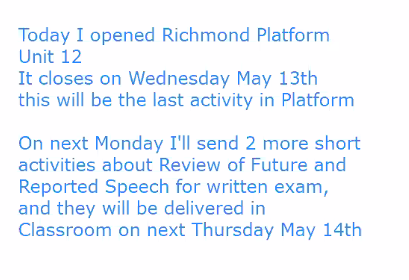 Today I opened Richmond Platform
Unit 12
It closes on Wednesday May 13th
this will be the last activity in Platform
On next Monday I'll send 2 more short
activities about Review of Future and
Reported Speech for written exam,
and they will be delivered in
Classroom on next Thursday May 14th